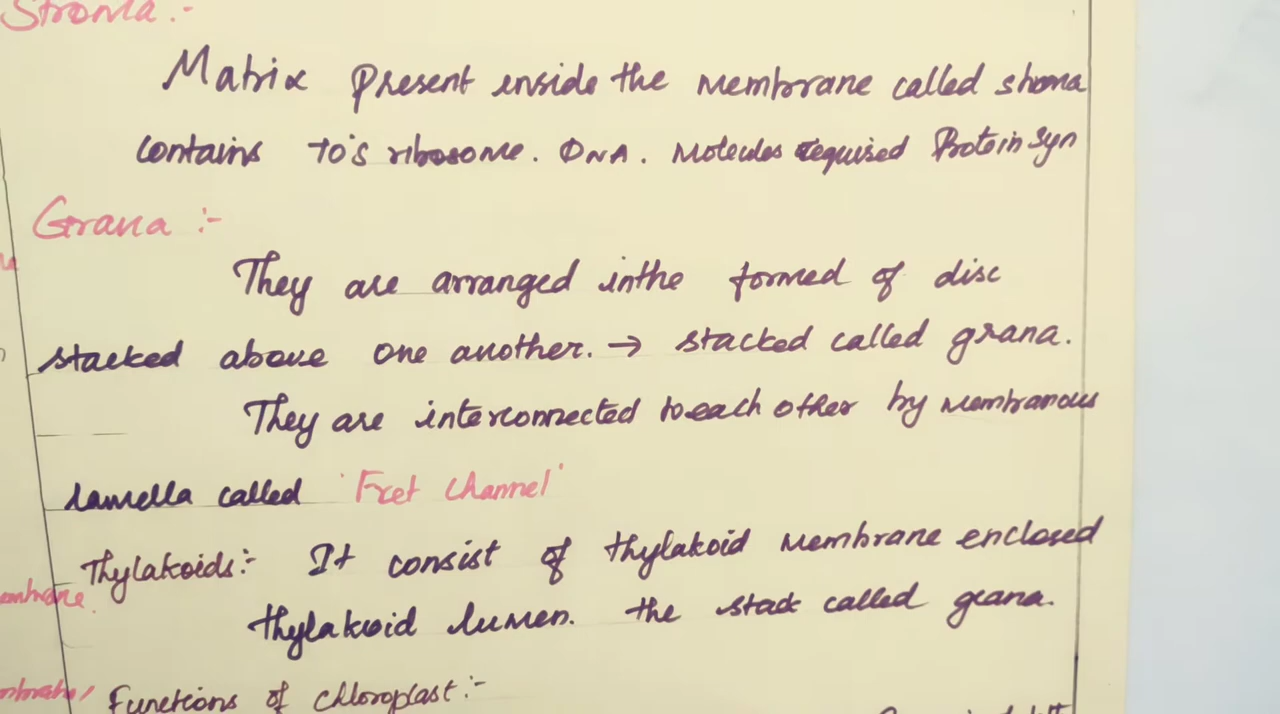 Stroma :-
Matrix Present inside the membrane called stroma
contains 70's ribosome. DNA. Molecules required Protein syn
Grana :-
They are arranged in the formed of disc
stacked above one another. → stacked called grana.
They are interconnected to each other by membranous
lamella called 'Fret channel'
Thylakoids :- It consist of thylakoid membrane enclosed
thylakoid lumen. the stack called grana.
Functions of chloroplast :-